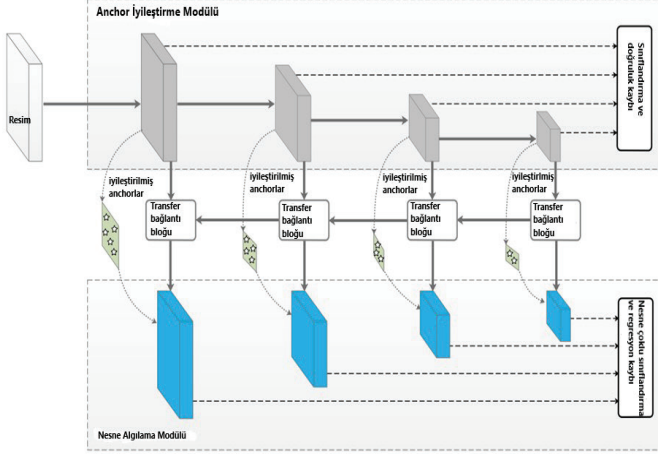 Anchor İyileştirme Modülü
Resim
Sınıflandırma ve
doğruluk kaybı
iyileştirilmiş
anchorlar
iyileştirilmiş
anchorlar
iyileştirilmiş
anchorlar
iyileştirilmiş
anchorlar
Transfer
bağlantı
bloğu
Transfer
bağlantı
bloğu
Transfer
bağlantı
bloğu
Transfer
bağlantı
bloğu
Nesne çoklu sınıflandırma
ve regresyon kaybı
Nesne Algılama Modülü